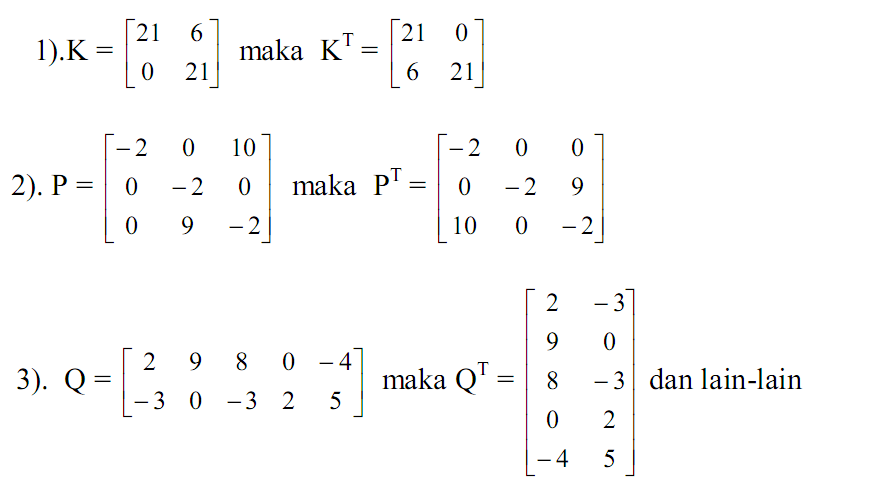 1).K = [21 6; 0 21] maka K^T = [21 0; 6 21]
2). P = [−2 0 10; 0 −2 0; 0 9 −2] maka P^T = [−2 0 0; 0 −2 9; 10 0 −2]
3). Q = [2 9 8 0 −4; −3 0 −3 2 5] maka Q^T = [2 −3; 9 0; 8 −3; 0 2; −4 5] dan lain-lain